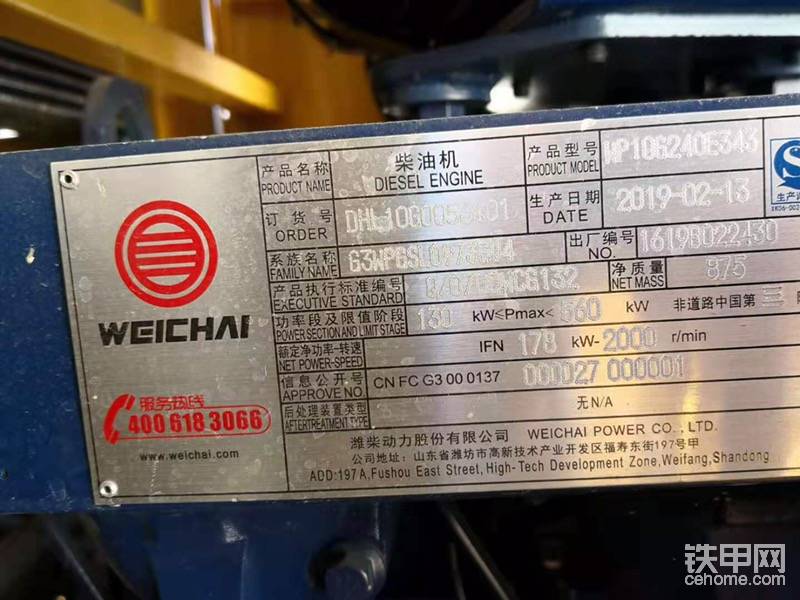 产品名称 柴油机 产品型号 WP10G240E343
PRODUCT NAME DIESEL ENGINE PRODUCT MODEL
订货号 生产日期 2019-02-13
ORDER DATE
系族名称 出厂编号 1619B022430
FAMILY NAME NO.
产品执行标准编号 净质量 875
EXECUTIVE STANDARD NET MASS
功率段及限值阶段 130 kW≤Pmax< 560 kW 非道路中国第三
POWER SECTION AND LIMIT STAGE
额定净功率-转速 IFN 178 kW- 2000 r/min
NET POWER-SPEED
信息公开号 CN FC G3 00 0137 000027 000001
APPROVE NO.
后处理装置类型 无N/A
AFTERTREATMENT TYPE
潍柴动力股份有限公司 WEICHAI POWER CO., LTD.
公司地址: 山东省潍坊市高新技术产业开发区福寿东街197号甲
ADD:197 A, Fushou East Street, High-Tech Development Zone, Weifang, Shandong
WEICHAI
服务热线
400 618 3066
www.weichai.com
铁甲网
cehome.com